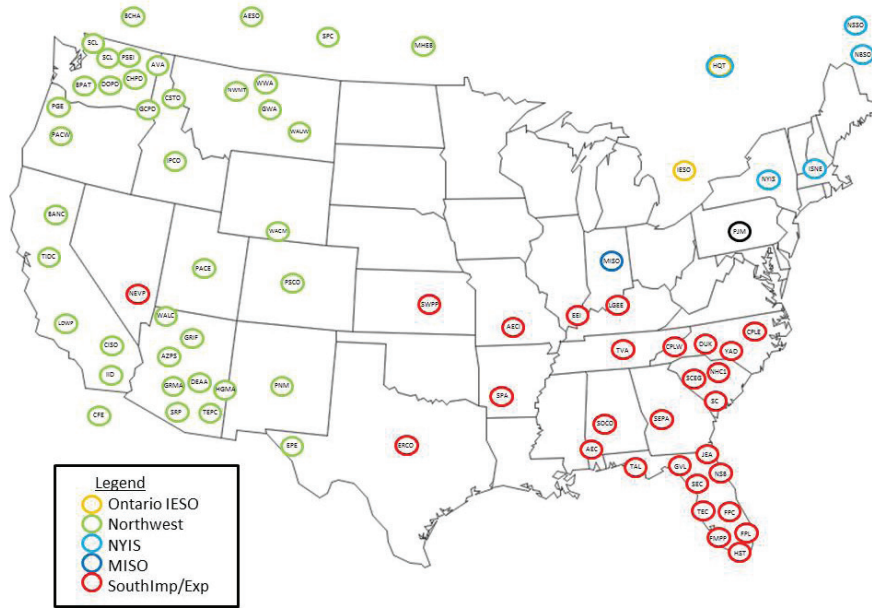 BCHA
AESO
SPC
MHEB
NSSO
NBSO
HQT
SCL
SCL
PSEI
AVA
BPAT
DOPD
CHPD
GCPD
CSTO
PGE
PACW
IPCO
NWMT
WWA
GWA
WAUW
IESO
NYIS
ISNE
PJM
MISO
BANC
TIDC
NEVP
PACE
WACM
PSCO
SWPP
AECI
EEI
LGEE
LDWP
CISO
IID
CFE
WALC
GRIF
AZPS
GRMA
DEAA
HGMA
SRP
TEPC
PNM
EPE
ERCO
SPA
TVA
CPLW
DUK
YAD
CPLE
SCEG
NHC1
SC
SOCO
SEPA
AEC
TAL
GVL
JEA
NSB
SEC
TEC
FPC
FMPP
FPL
HST
Legend
Ontario IESO
Northwest
NYIS
MISO
SouthImp/Exp